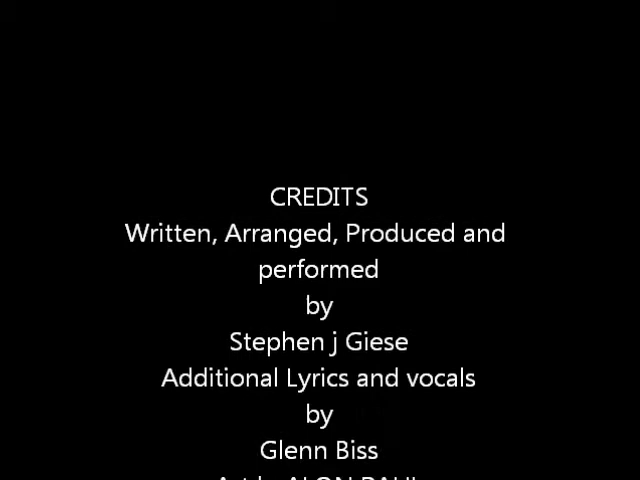 CREDITS
Written, Arranged, Produced and
performed
by
Stephen j Giese
Additional Lyrics and vocals
by
Glenn Biss